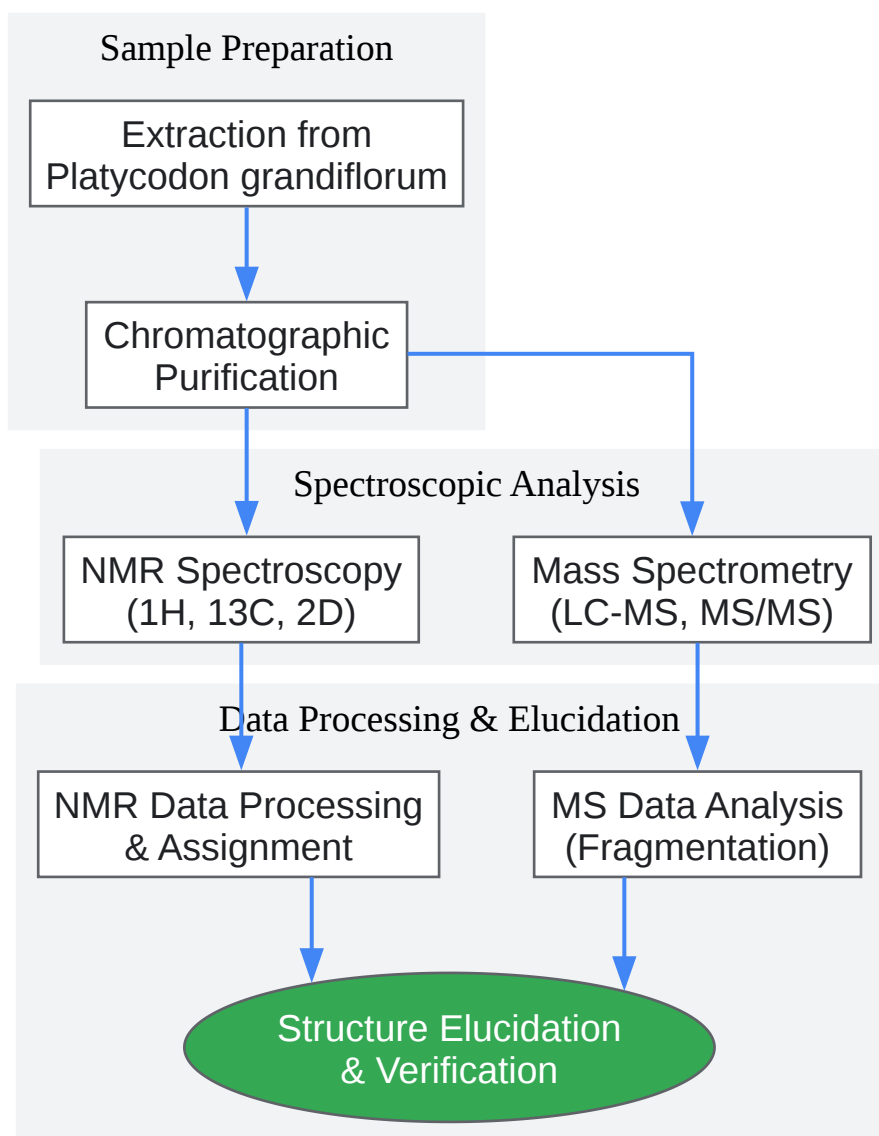 Sample Preparation
Extraction from
Platycodon grandiflorum
Chromatographic
Purification
Spectroscopic Analysis
NMR Spectroscopy
(1H, 13C, 2D)
Mass Spectrometry
(LC-MS, MS/MS)
Data Processing & Elucidation
NMR Data Processing
& Assignment
MS Data Analysis
(Fragmentation)
Structure Elucidation
& Verification